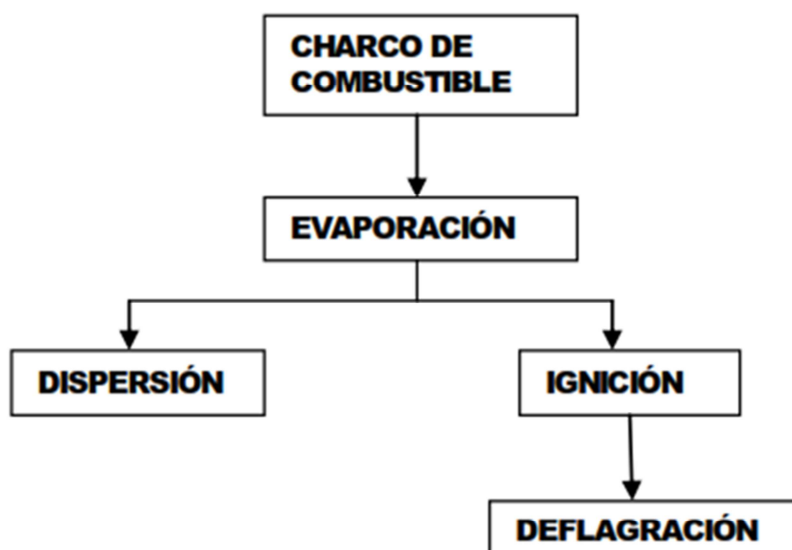 CHARCO DE
COMBUSTIBLE
EVAPORACIÓN
DISPERSIÓN
IGNICIÓN
DEFLAGRACIÓN